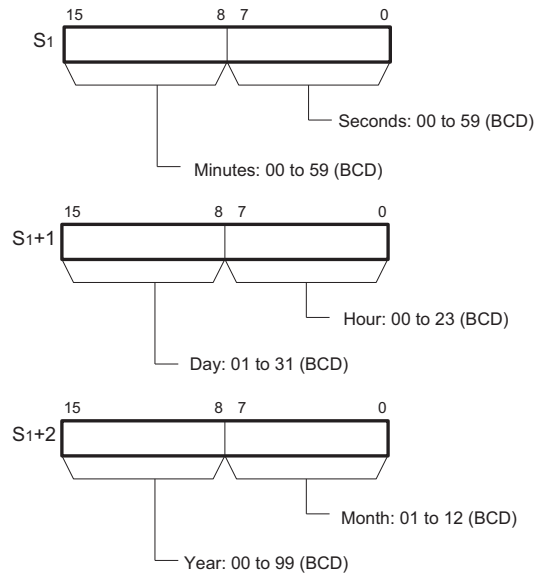 15 8 7 0
S1
Seconds: 00 to 59 (BCD)
Minutes: 00 to 59 (BCD)
15 8 7 0
S1+1
Hour: 00 to 23 (BCD)
Day: 01 to 31 (BCD)
15 8 7 0
S1+2
Month: 01 to 12 (BCD)
Year: 00 to 99 (BCD)